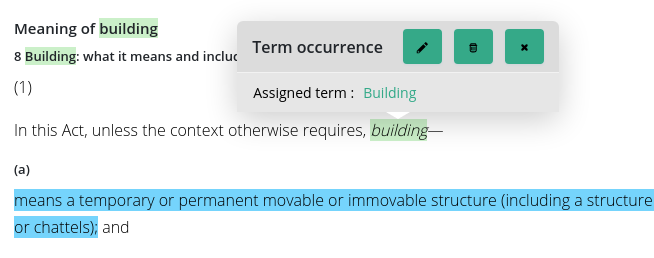 Meaning of building
8 Building: what it means and inclu
Term occurrence
Assigned term : Building
(1)
In this Act, unless the context otherwise requires, building—
(a)
means a temporary or permanent movable or immovable structure (including a structure
or chattels); and